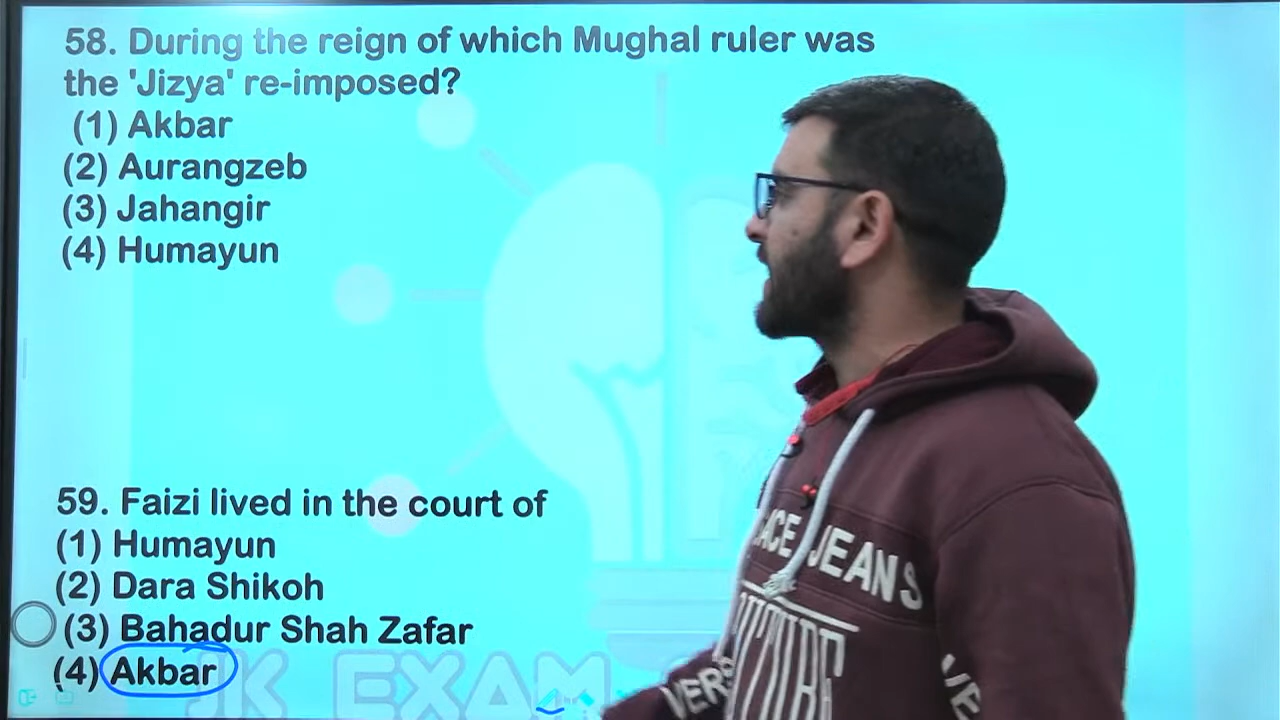 58. During the reign of which Mughal ruler was
the 'Jizya' re-imposed?
(1) Akbar
(2) Aurangzeb
(3) Jahangir
(4) Humayun
59. Faizi lived in the court of
(1) Humayun
(2) Dara Shikoh
(3) Bahadur Shah Zafar
(4) Akbar
JK EXAM
JEANS